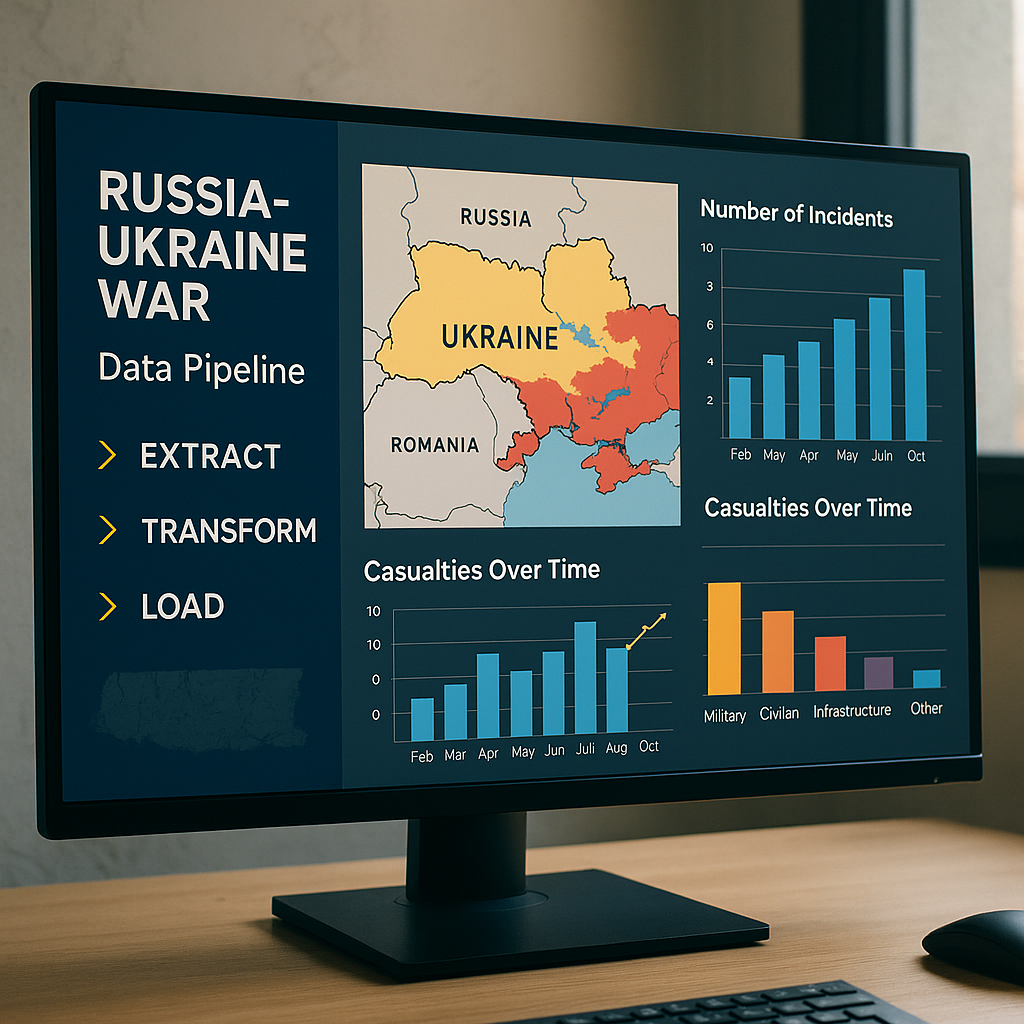 RUSSIA-
UKRAINE
WAR
Data Pipeline
EXTRACT
TRANSFORM
LOAD
RUSSIA
UKRAINE
ROMANIA
Number of Incidents
10
3
6
4
2
Feb May Apr May Juln Oct
Casualties Over Time
10
10
0
0
Feb Mar Apr May Jun Juli Aug Oct
Casualties Over Time
Military Civilan Infrastructure Other